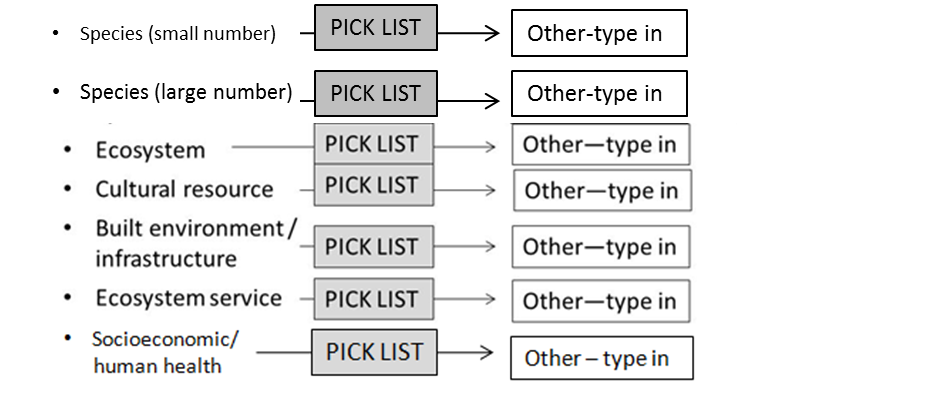 • Species (small number) PICK LIST Other-type in
• Species (large number) PICK LIST Other-type in
• Ecosystem PICK LIST Other—type in
• Cultural resource PICK LIST Other—type in
• Built environment/
infrastructure PICK LIST Other—type in
• Ecosystem service PICK LIST Other—type in
• Socioeconomic/
human health PICK LIST Other – type in